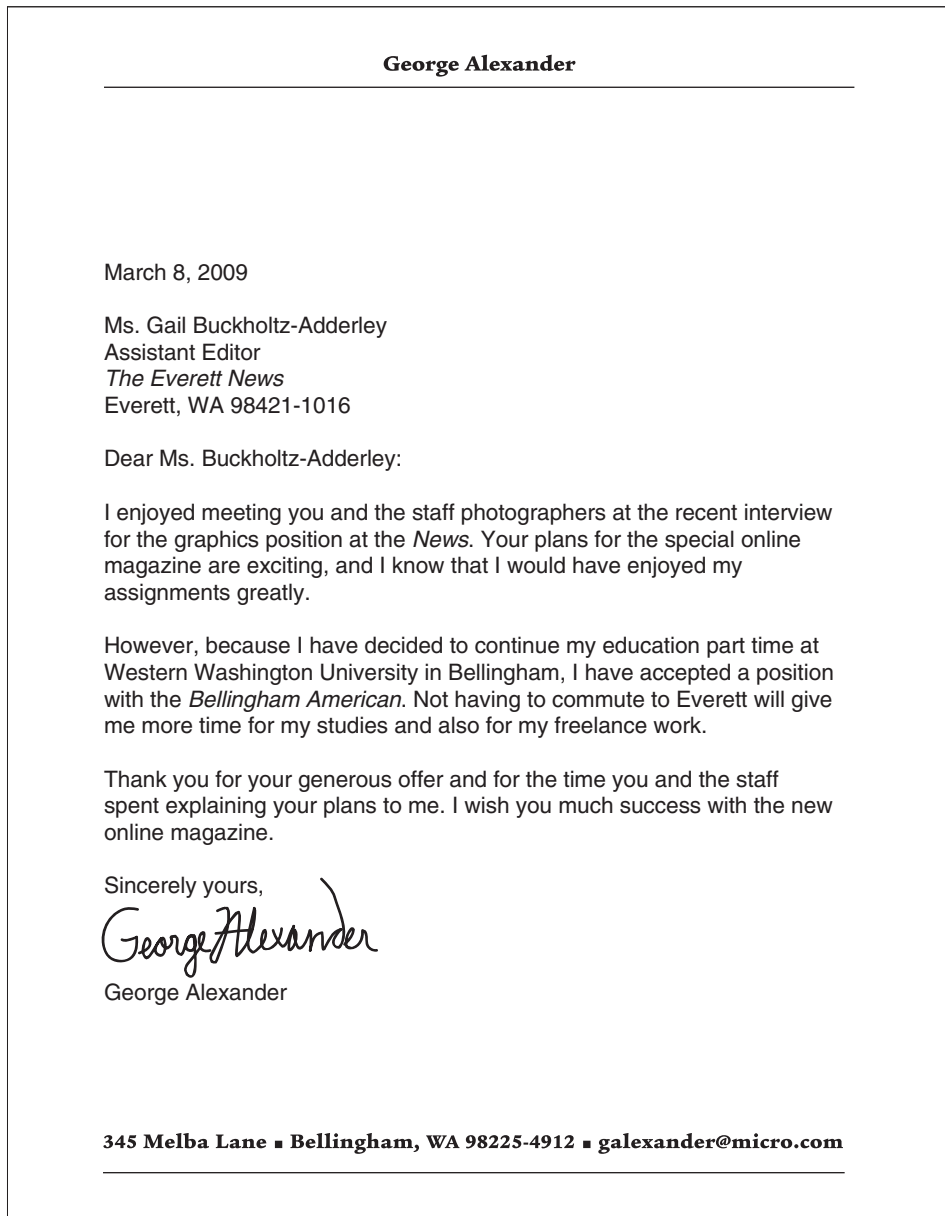 George Alexander
March 8, 2009
Ms. Gail Buckholtz-Adderley
Assistant Editor
The Everett News
Everett, WA 98421-1016
Dear Ms. Buckholtz-Adderley:
I enjoyed meeting you and the staff photographers at the recent interview
for the graphics position at the News. Your plans for the special online
magazine are exciting, and I know that I would have enjoyed my
assignments greatly.
However, because I have decided to continue my education part time at
Western Washington University in Bellingham, I have accepted a position
with the Bellingham American. Not having to commute to Everett will give
me more time for my studies and also for my freelance work.
Thank you for your generous offer and for the time you and the staff
spent explaining your plans to me. I wish you much success with the new
online magazine.
Sincerely yours,
George Alexander
George Alexander
345 Melba Lane ▪ Bellingham, WA 98225-4912 ▪ galexander@micro.com